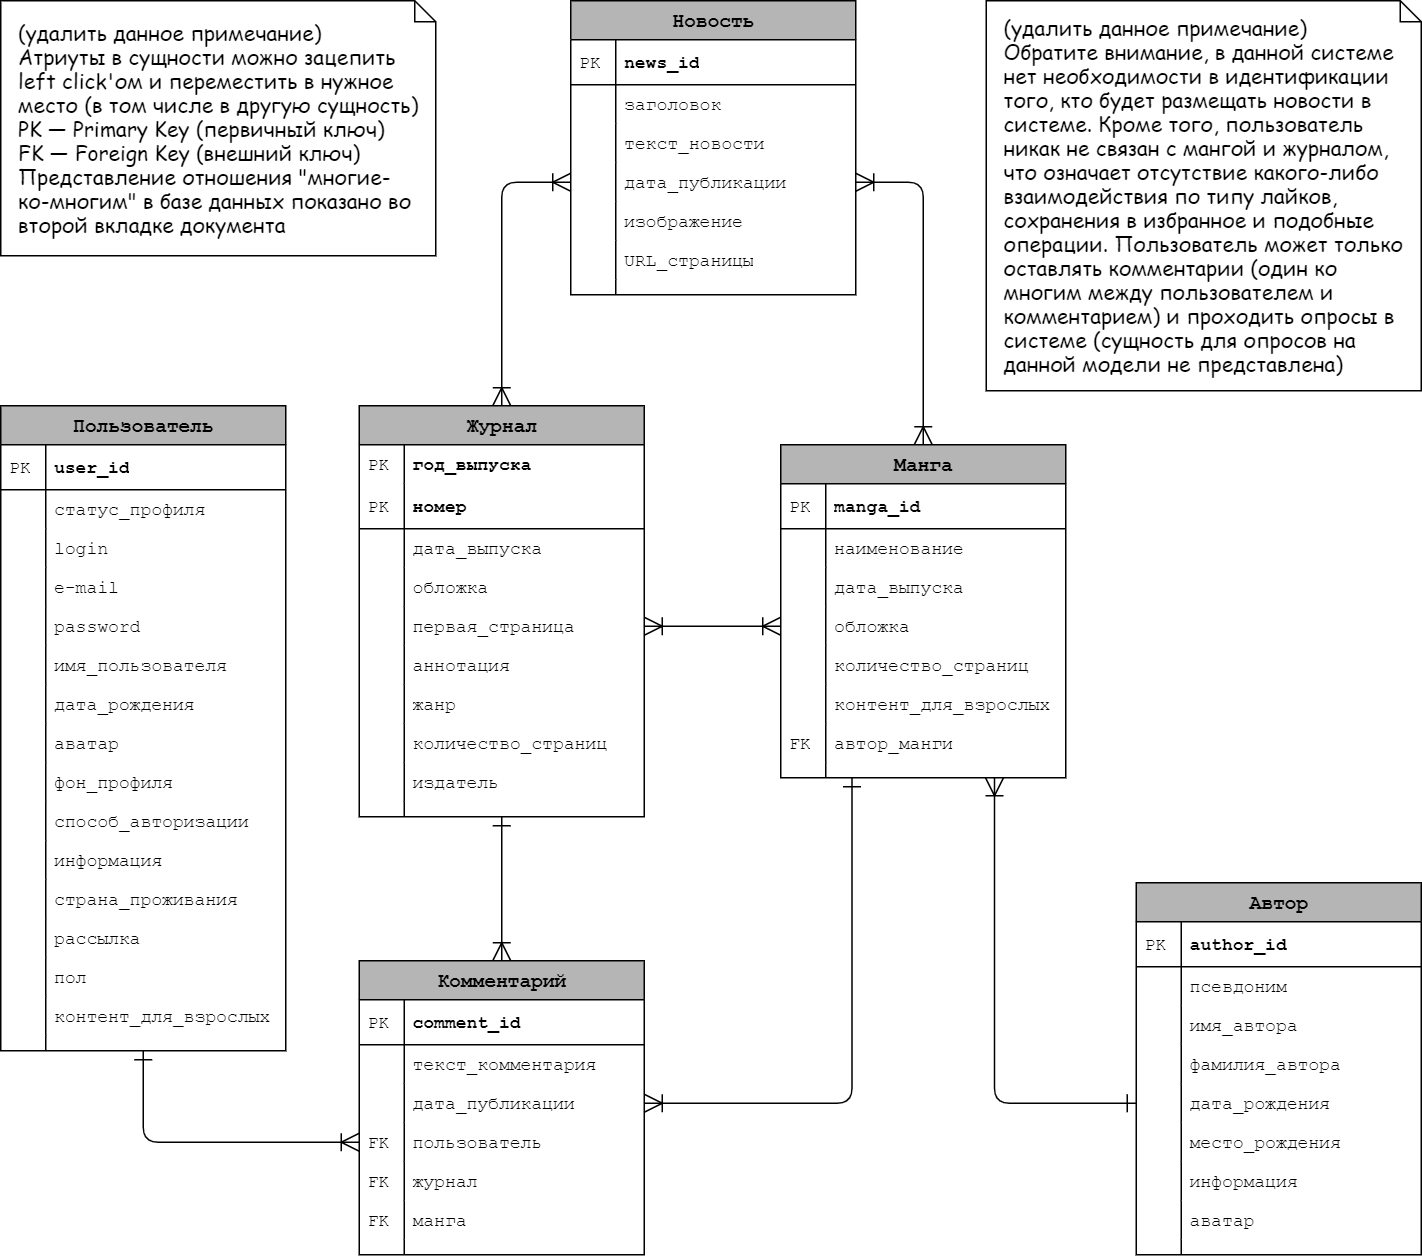 (удалить данное примечание)
Атриуты в сущности можно зацепить
left click'ом и переместить в нужное
место (в том числе в другую сущность)
PK — Primary Key (первичный ключ)
FK — Foreign Key (внешний ключ)
Представление отношения "многие-
ко-многим" в базе данных показано во
второй вкладке документа
Новость
PK news_id
заголовок
текст_новости
дата_публикации
изображение
URL_страницы
(удалить данное примечание)
Обратите внимание, в данной системе
нет необходимости в идентификации
того, кто будет размещать новости в
системе. Кроме того, пользователь
никак не связан с мангой и журналом,
что означает отсутствие какого-либо
взаимодействия по типу лайков,
сохранения в избранное и подобные
операции. Пользователь может только
оставлять комментарии (один ко
многим между пользователем и
комментарием) и проходить опросы в
системе (сущность для опросов на
данной модели не представлена)
Пользователь
PK user_id
статус_профиля
login
e-mail
password
имя_пользователя
дата_рождения
аватар
фон_профиля
способ_авторизации
информация
страна_проживания
рассылка
пол
контент_для_взрослых
Журнал
PK год_выпуска
PK номер
дата_выпуска
обложка
первая_страница
аннотация
жанр
количество_страниц
издатель
Манга
PK manga_id
наименование
дата_выпуска
обложка
количество_страниц
контент_для_взрослых
FK автор_манги
Комментарий
PK comment_id
текст_комментария
дата_публикации
FK пользователь
FK журнал
FK манга
Автор
PK author_id
псевдоним
имя_автора
фамилия_автора
дата_рождения
место_рождения
информация
аватар